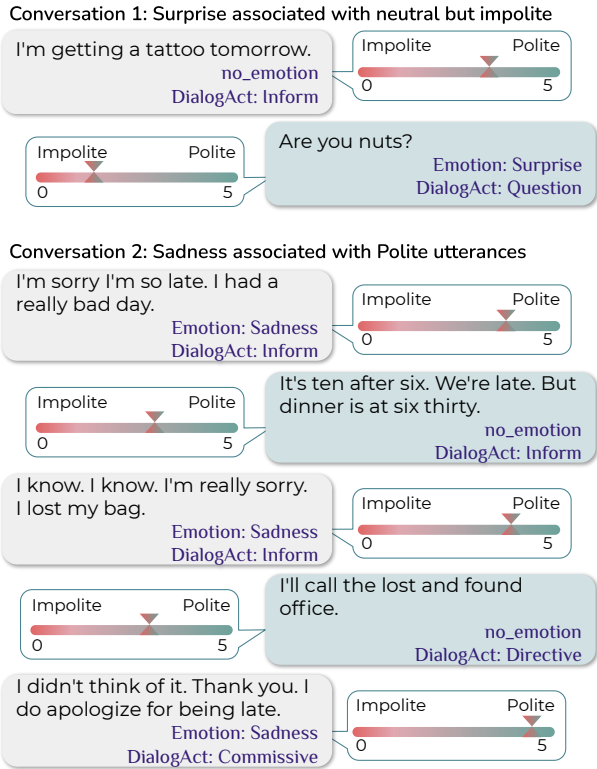 Conversation 1: Surprise associated with neutral but impolite
I'm getting a tattoo tomorrow.
no_emotion
DialogAct: Inform
Impolite Polite
0 5
Are you nuts?
Emotion: Surprise
DialogAct: Question
Impolite Polite
0 5
Conversation 2: Sadness associated with Polite utterances
I'm sorry I'm so late. I had a
really bad day.
Emotion: Sadness
DialogAct: Inform
Impolite Polite
0 5
It's ten after six. We're late. But
dinner is at six thirty.
no_emotion
DialogAct: Inform
Impolite Polite
0 5
I know. I know. I'm really sorry.
I lost my bag.
Emotion: Sadness
DialogAct: Inform
Impolite Polite
0 5
I'll call the lost and found
office.
no_emotion
DialogAct: Directive
Impolite Polite
0 5
I didn't think of it. Thank you. I
do apologize for being late.
Emotion: Sadness
DialogAct: Commissive
Impolite Polite
0 5